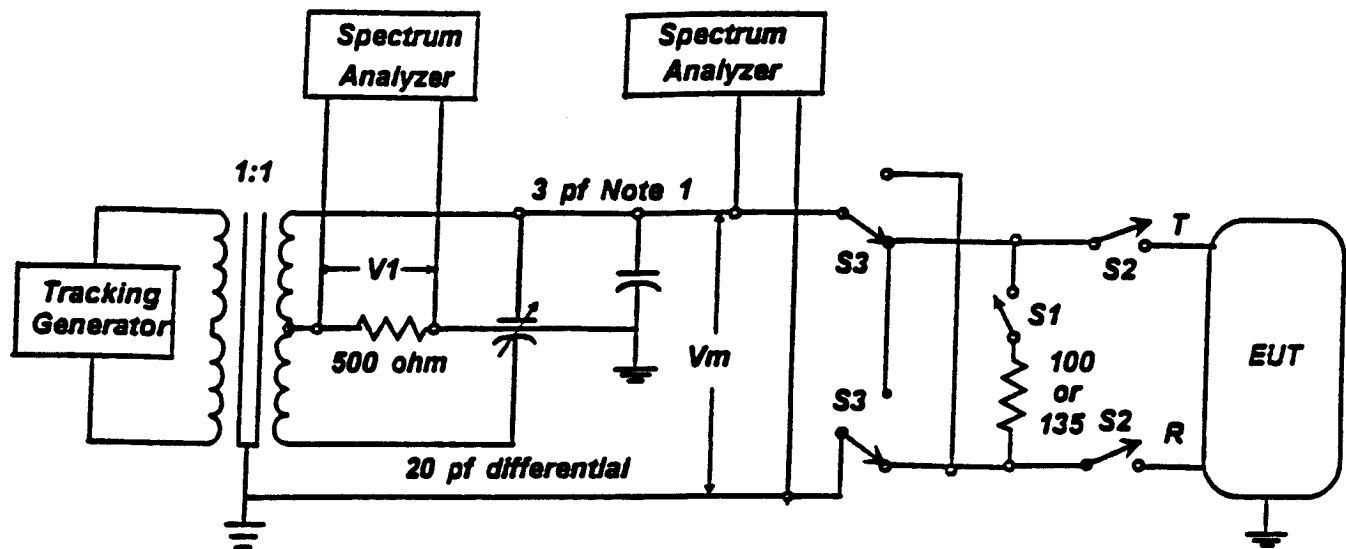 Spectrum
Analyzer
Spectrum
Analyzer
1:1
3 pf Note 1
T
S3
S2
V1
Tracking
Generator
S1
500 ohm
Vm
100
or
135
EUT
S3
S2
R
20 pf differential